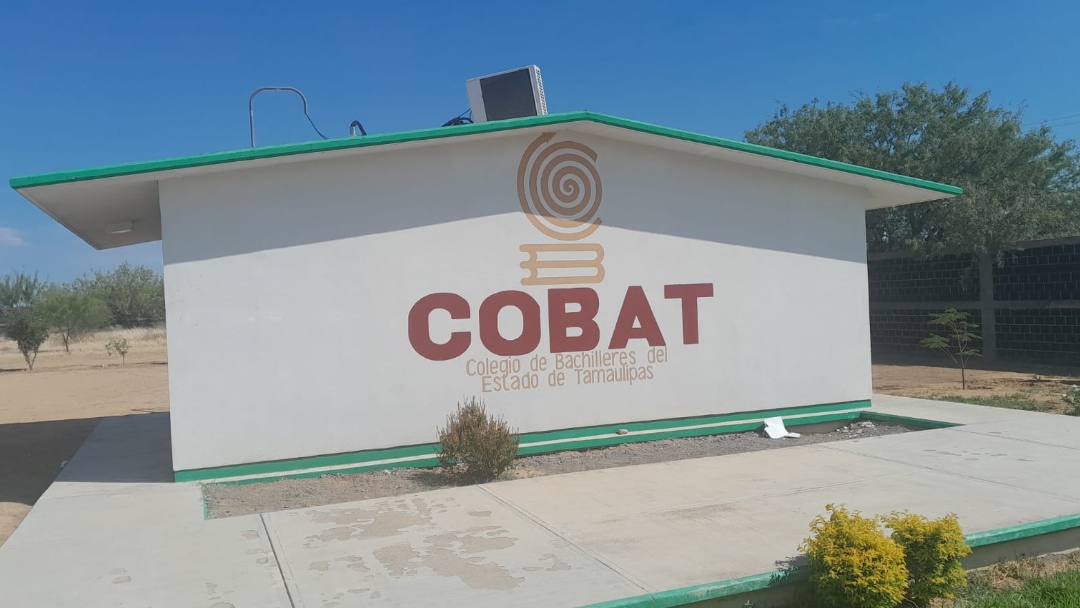 COBAT
Colegio de Bachilleres del
Estado de Tamaulipas